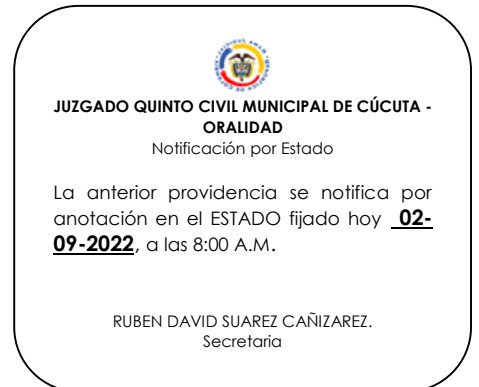 JUZGADO QUINTO CIVIL MUNICIPAL DE CÚCUTA -
ORALIDAD
Notificación por Estado
La anterior providencia se notifica por
anotación en el ESTADO fijado hoy 02-
09-2022, a las 8:00 A.M.
RUBEN DAVID SUAREZ CAÑIZAREZ.
Secretaria